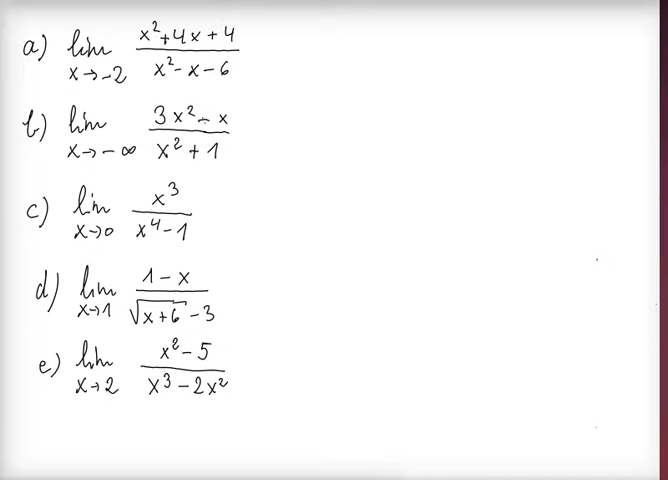 a) lim x→-2 (x²+4x+4)/(x²-x-6)
b) lim x→-∞ (3x²-x)/(x²+1)
c) lim x→0 x³/(x⁴-1)
d) lim x→1 (1-x)/(√(x+6)-3)
e) lim x→2 (x²-5)/(x³-2x²)